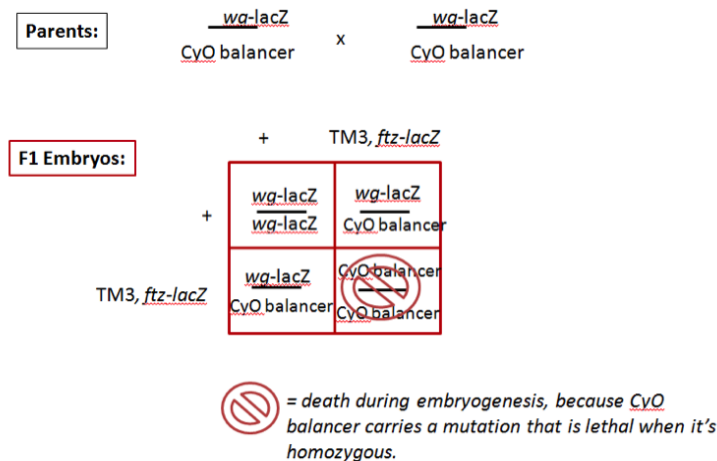 Parents:
wg-lacZ
CyO balancer
x
wg-lacZ
CyO balancer
F1 Embryos:
+
TM3, ftz-lacZ
+
wg-lacZ
wg-lacZ
wg-lacZ
CyO balancer
TM3, ftz-lacZ
wg-lacZ
CyO balancer
CyO balancer
CyO balancer
= death during embryogenesis, because CyO
balancer carries a mutation that is lethal when it's
homozygous.